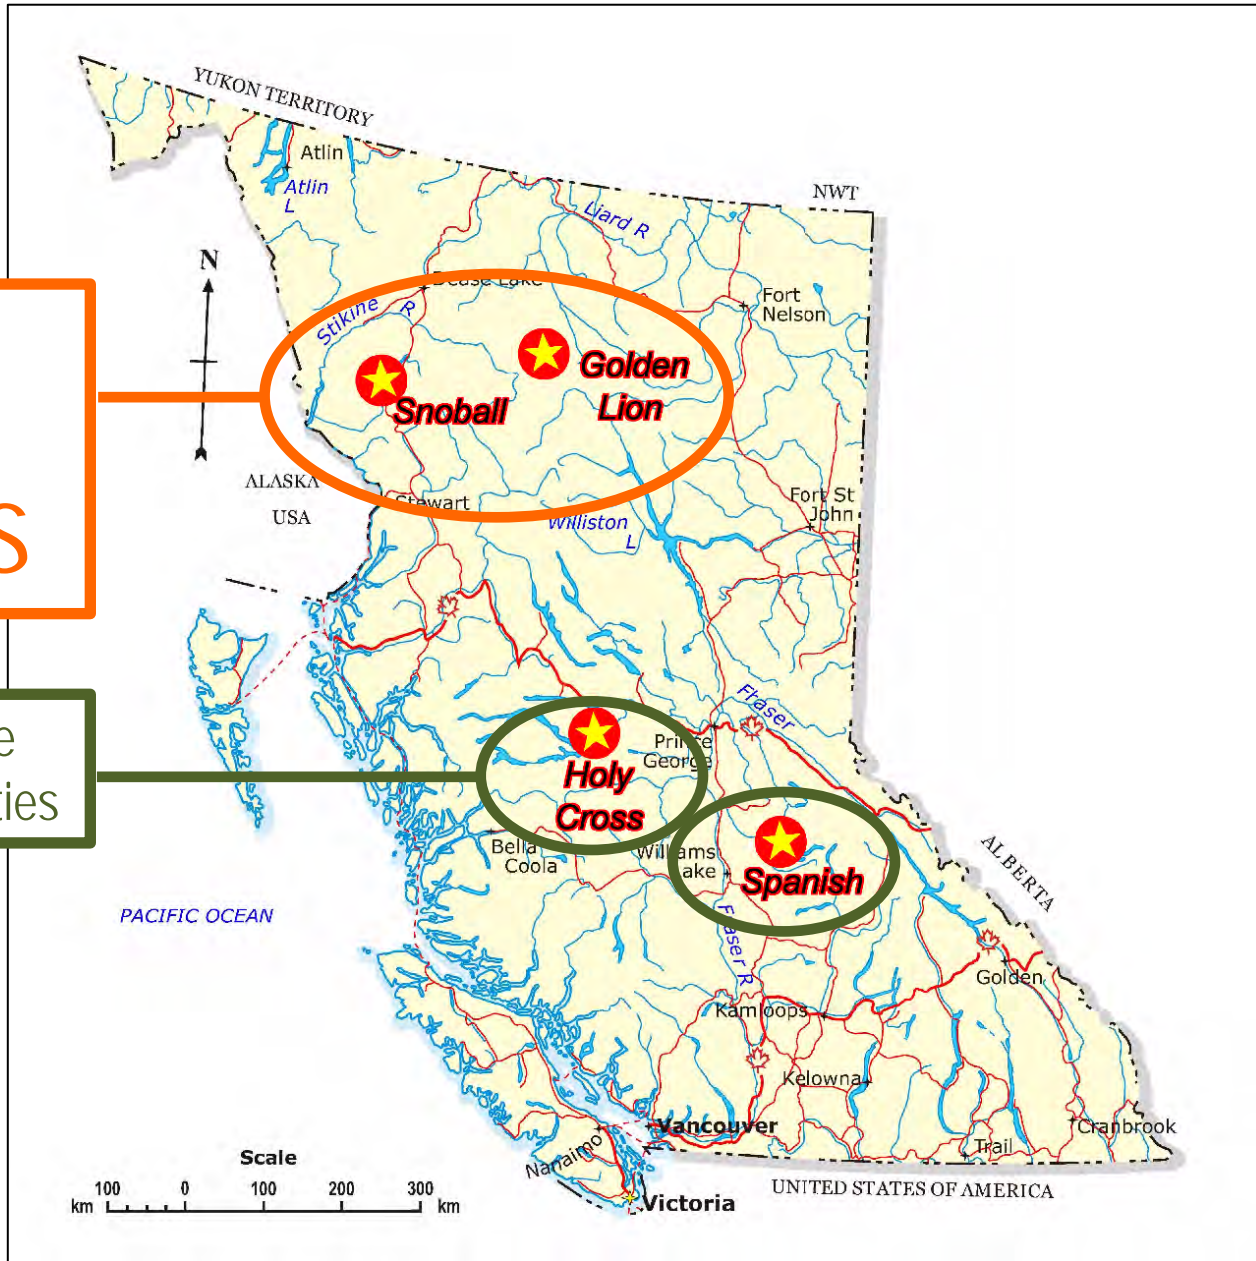 YUKON TERRITORY
Atlin
Atlin
L
NWT
Liard R
N
Dease Lake
Stikine R
Fort
Nelson
Golden
Lion
Snoball
ALASKA
USA
Stewart
Fort St
John
Williston
L
s
Fraser
Prince
George
Holy
Cross
e
ties
Bella
Coola
Williams
Lake
Spanish
ALBERTA
PACIFIC OCEAN
Fraser R
Golden
Kamloops
Kelowna
Vancouver
Cranbrook
Nanaimo
Trail
Scale
100 0 100 200 300
km km
Victoria
UNITED STATES OF AMERICA